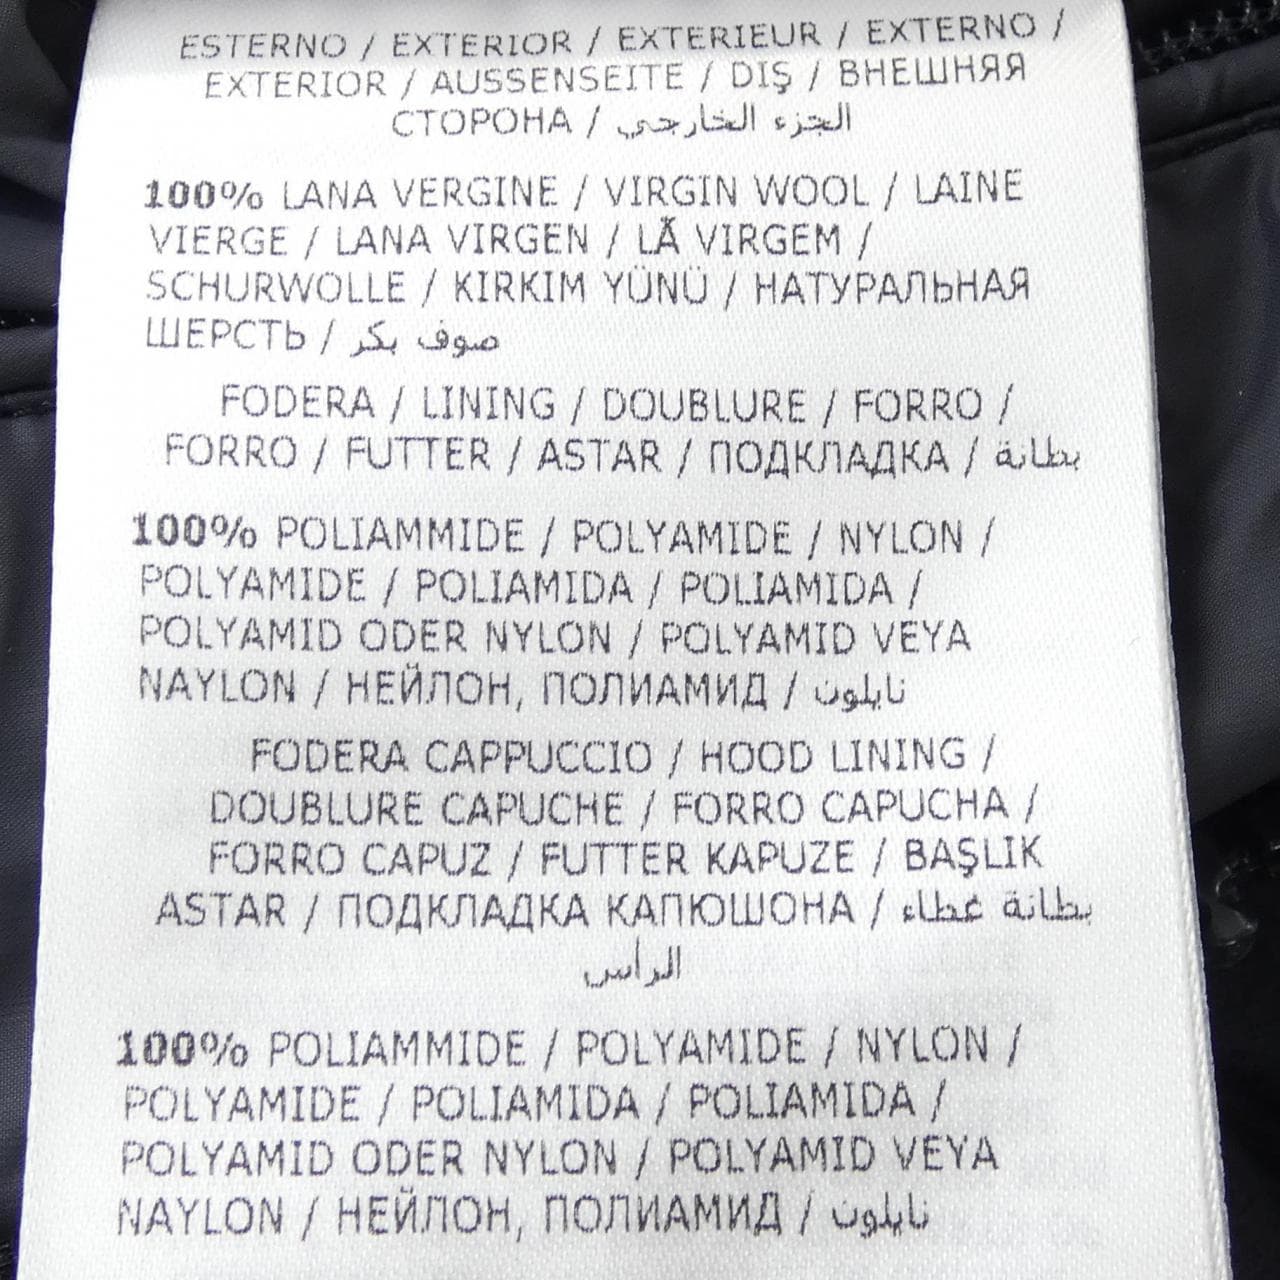 ESTERNO / EXTERIOR / EXTERIEUR / EXTERNO /
EXTERIOR / AUSSENSEITE / DIŞ / ВНЕШНЯЯ
СТОРОНА / الجزء الخارجي
100% LANA VERGINE / VIRGIN WOOL / LAINE
VIERGE / LANA VIRGEN / LÃ VIRGEM /
SCHURWOLLE / KIRKIM YÜNÜ / НАТУРАЛЬНАЯ
ШЕРСТЬ / صوف بكر
FODERA / LINING / DOUBLURE / FORRO /
FORRO / FUTTER / ASTAR / ПОДКЛАДКА / بطانة
100% POLIAMMIDE / POLYAMIDE / NYLON /
POLYAMIDE / POLIAMIDA / POLIAMIDA /
POLYAMID ODER NYLON / POLYAMID VEYA
NAYLON / НЕЙЛОН, ПОЛИАМИД / نايلون
FODERA CAPPUCCIO / HOOD LINING /
DOUBLURE CAPUCHE / FORRO CAPUCHA /
FORRO CAPUZ / FUTTER KAPUZE / BAŞLIK
ASTAR / ПОДКЛАДКА КАПЮШОНА / بطانة غطاء
الرأس
100% POLIAMMIDE / POLYAMIDE / NYLON /
POLYAMIDE / POLIAMIDA / POLIAMIDA /
POLYAMID ODER NYLON / POLYAMID VEYA
NAYLON / НЕЙЛОН, ПОЛИАМИД / نايلون